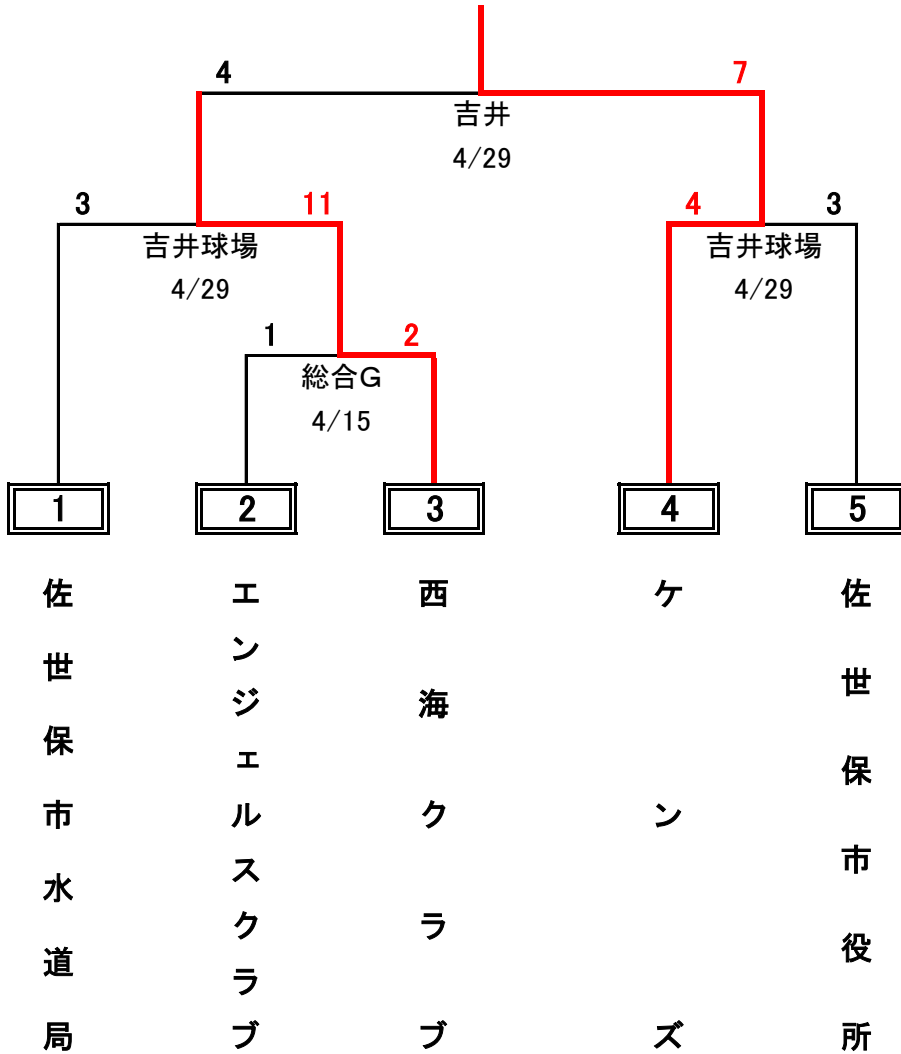 4
7
吉井
4/29
3
11
4
3
吉井球場
4/29
吉井球場
4/29
1
2
総合G
4/15
1
2
3
4
5
佐世保市水道局
エンジェルスクラブ
西海クラブ
ケンズ
佐世保市役所